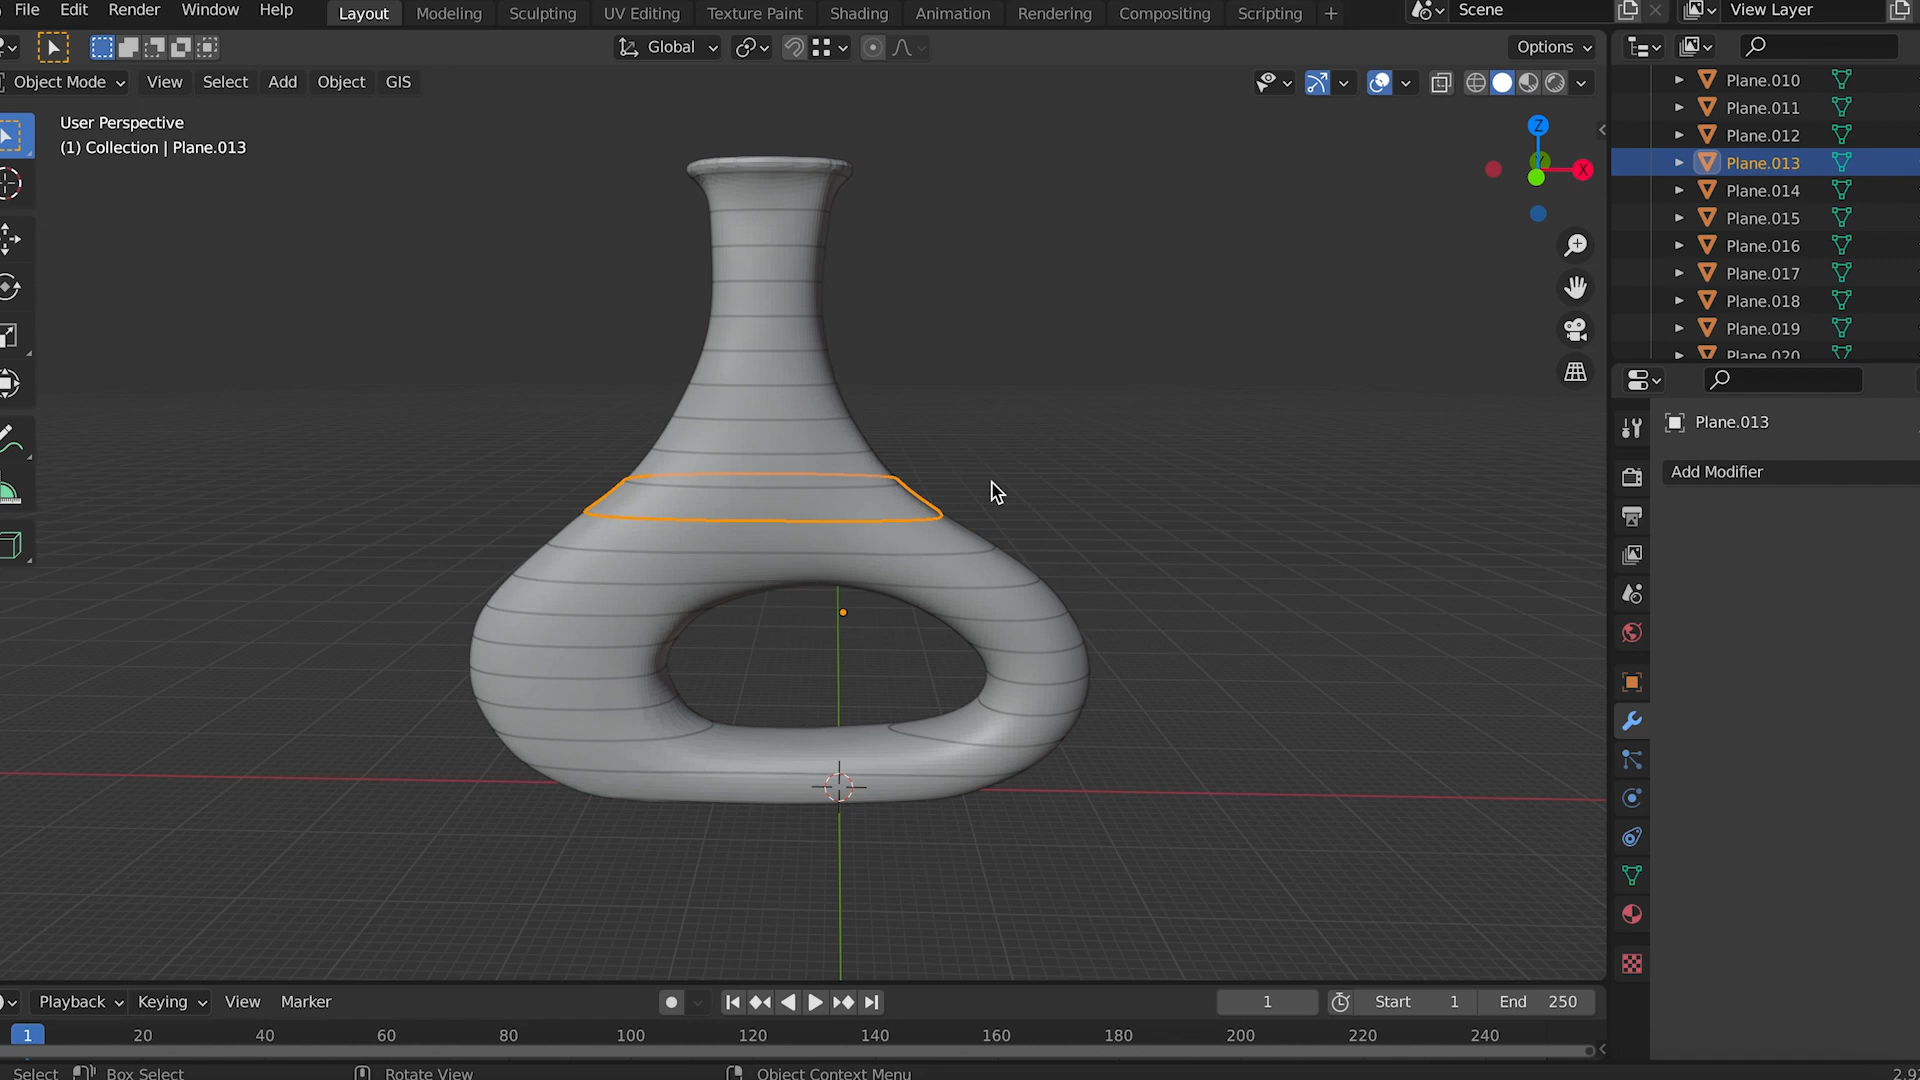 File Edit Render Window Help Layout Modeling Sculpting UV Editing Texture Paint Shading Animation Rendering Compositing Scripting + Scene View Layer
Global Options
Object Mode View Select Add Object GIS
User Perspective
(1) Collection | Plane.013
Z
Y
X
Plane.010
Plane.011
Plane.012
Plane.013
Plane.014
Plane.015
Plane.016
Plane.017
Plane.018
Plane.019
Plane.020
Plane.013
Add Modifier
Playback Keying View Marker 1 Start 1 End 250
1 20 40 60 80 100 120 140 160 180 200 220 240
Select Box Select Rotate View Object Context Menu